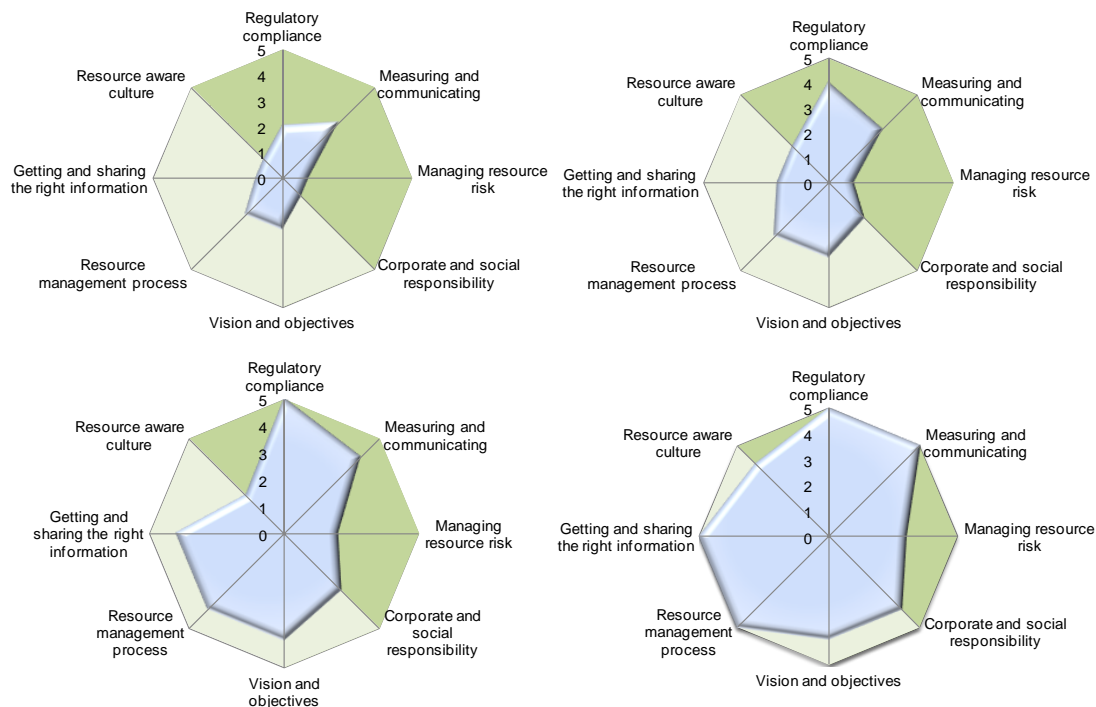 Regulatory
compliance
5
4
3
2
1
0
Measuring and
communicating
Managing resource
risk
Corporate and social
responsibility
Vision and objectives
Resource
management process
Getting and sharing
the right information
Resource aware
culture
Regulatory
compliance
5
4
3
2
1
0
Measuring and
communicating
Managing resource
risk
Corporate and social
responsibility
Vision and objectives
Resource
management process
Getting and sharing
the right information
Resource aware
culture
Regulatory
compliance
5
4
3
2
1
0
Measuring and
communicating
Managing
resource risk
Corporate and
social
responsibility
Vision and
objectives
Resource
management
process
Getting and
sharing the right
information
Resource aware
culture
Regulatory
compliance
5
4
3
2
1
0
Measuring and
communicating
Managing resource
risk
Corporate and social
responsibility
Vision and objectives
Resource
management
process
Getting and sharing
the right information
Resource aware
culture